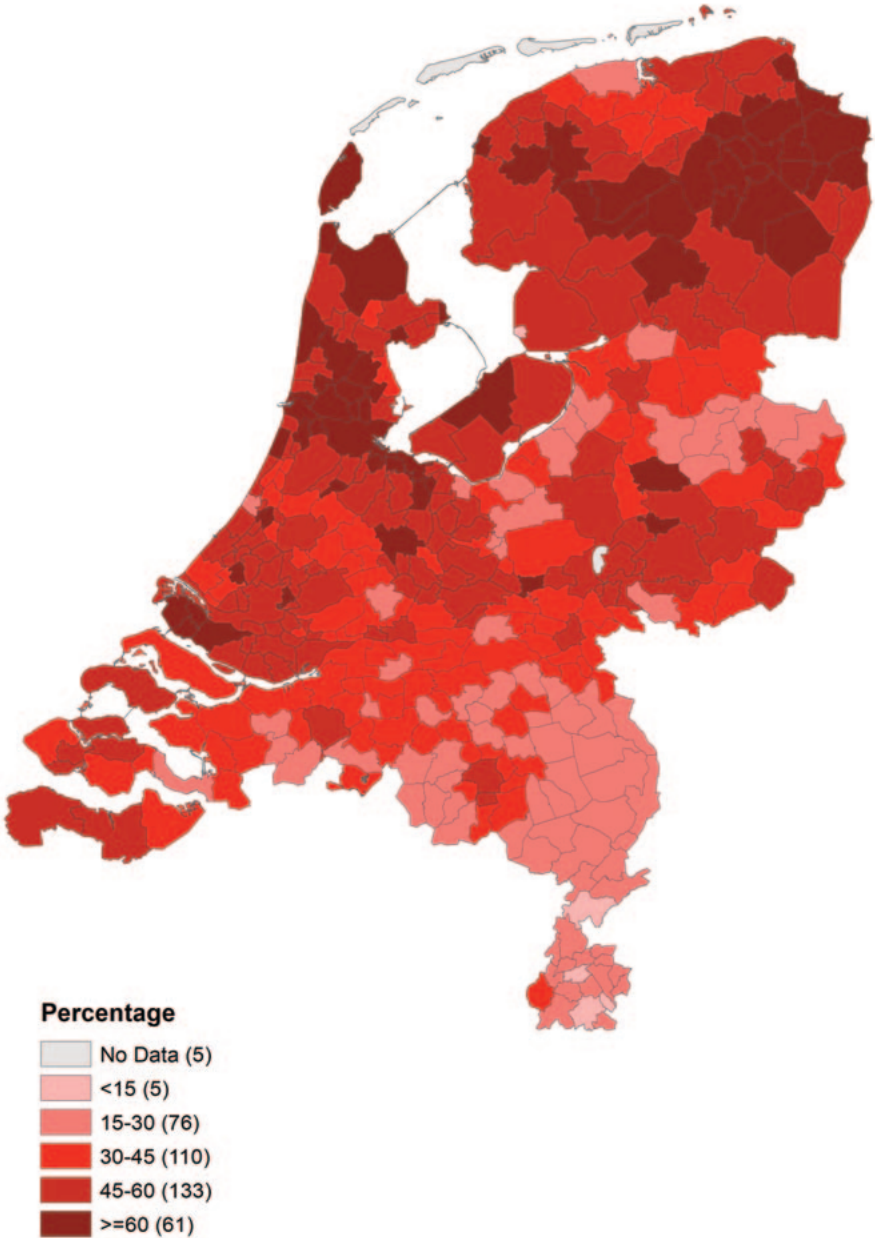 Percentage
No Data (5)
<15 (5)
15-30 (76)
30-45 (110)
45-60 (133)
>=60 (61)